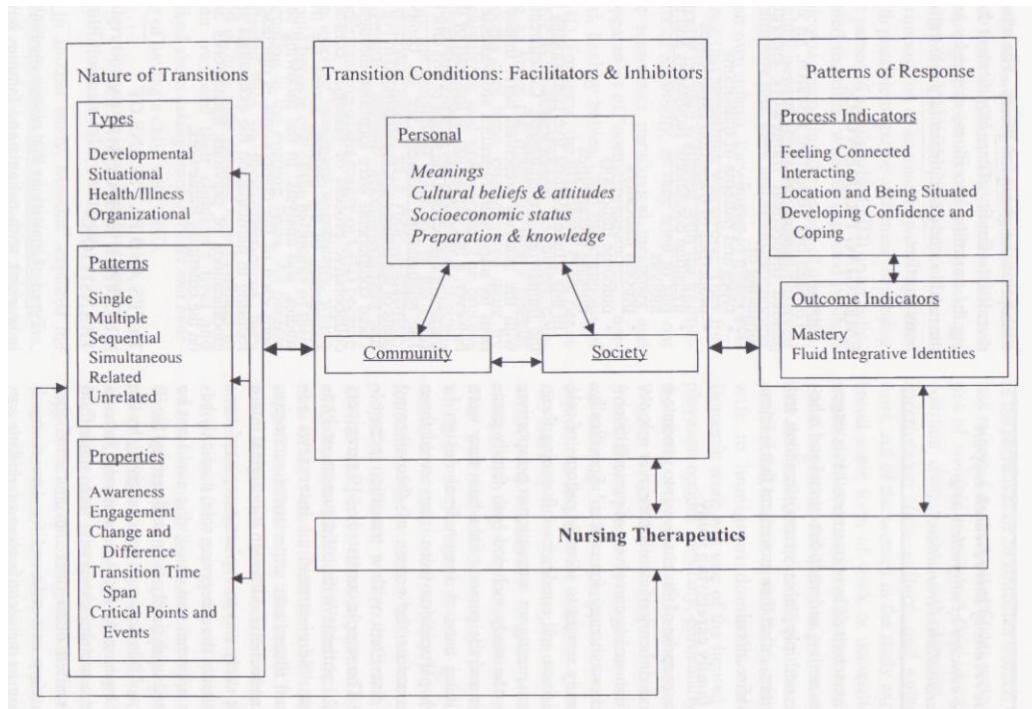 Nature of Transitions
Types
Developmental
Situational
Health/Illness
Organizational
Patterns
Single
Multiple
Sequential
Simultaneous
Related
Unrelated
Properties
Awareness
Engagement
Change and
Difference
Transition Time
Span
Critical Points and
Events
Transition Conditions: Facilitators & Inhibitors
Personal
Meanings
Cultural beliefs & attitudes
Socioeconomic status
Preparation & knowledge
Community
Society
Patterns of Response
Process Indicators
Feeling Connected
Interacting
Location and Being Situated
Developing Confidence and
Coping
Outcome Indicators
Mastery
Fluid Integrative Identities
Nursing Therapeutics